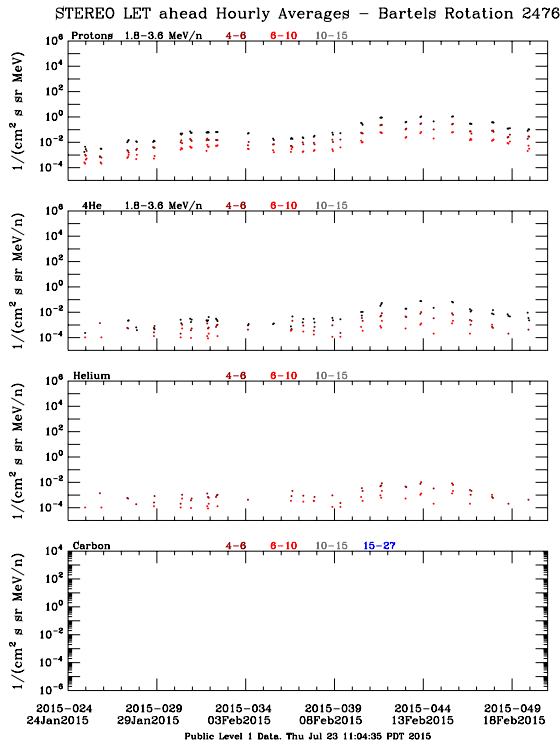 STEREO LET ahead Hourly Averages - Bartels Rotation 2476
Protons 1.8-3.6 MeV/n 4-6 6-10 10-15
10^6
10^4
10^2
10^0
10^-2
10^-4
1/(cm^2 s sr MeV)
4He 1.8-3.6 MeV/n 4-6 6-10 10-15
10^6
10^4
10^2
10^0
10^-2
10^-4
1/(cm^2 s sr MeV/n)
Helium 4-6 6-10 10-15
10^6
10^4
10^2
10^0
10^-2
10^-4
1/(cm^2 s sr MeV/n)
Carbon 4-6 6-10 10-15 15-27
10^4
10^2
10^0
10^-2
10^-4
10^-6
1/(cm^2 s sr MeV/n)
2015-024 2015-029 2015-034 2015-039 2015-044 2015-049
24Jan2015 29Jan2015 03Feb2015 08Feb2015 13Feb2015 18Feb2015
Public Level 1 Data. Thu Jul 23 11:04:35 PDT 2015